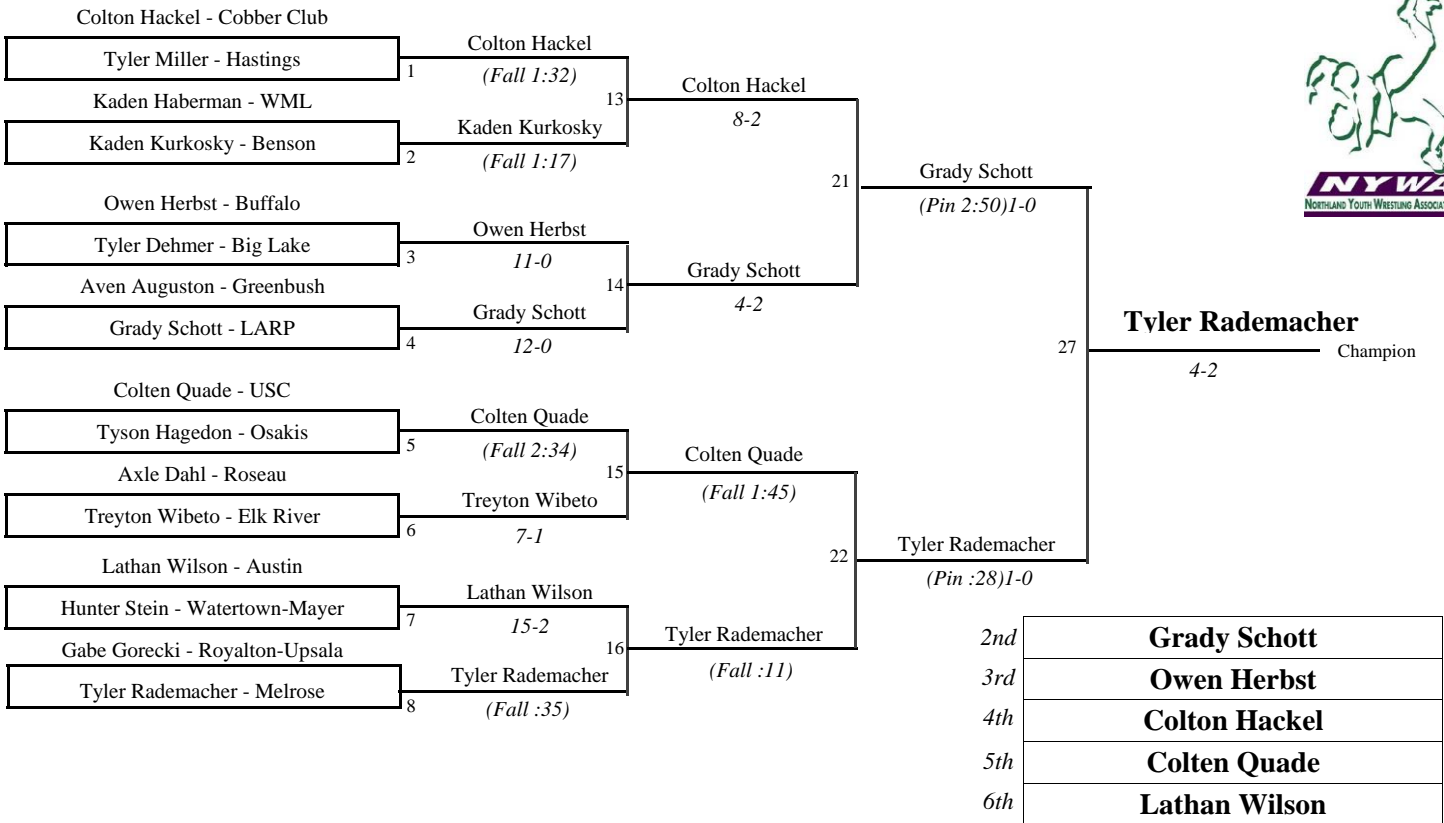 Colton Hackel - Cobber Club
Tyler Miller - Hastings
1
Colton Hackel
(Fall 1:32)
Kaden Haberman - WML
Kaden Kurkosky - Benson
2
Kaden Kurkosky
(Fall 1:17)
13
Colton Hackel
8-2
Owen Herbst - Buffalo
Tyler Dehmer - Big Lake
3
Owen Herbst
11-0
Aven Auguston - Greenbush
Grady Schott - LARP
4
Grady Schott
12-0
14
Grady Schott
4-2
21
Grady Schott
(Pin 2:50)1-0
Colten Quade - USC
Tyson Hagedon - Osakis
5
Colten Quade
(Fall 2:34)
Axle Dahl - Roseau
Treyton Wibeto - Elk River
6
Treyton Wibeto
7-1
15
Colten Quade
(Fall 1:45)
Lathan Wilson - Austin
Hunter Stein - Watertown-Mayer
7
Lathan Wilson
15-2
Gabe Gorecki - Royalton-Upsala
Tyler Rademacher - Melrose
8
Tyler Rademacher
(Fall :35)
16
Tyler Rademacher
(Fall :11)
22
Tyler Rademacher
(Pin :28)1-0
27
Tyler Rademacher
Champion
4-2
NYWA
NORTHLAND YOUTH WRESTLING
2nd Grady Schott
3rd Owen Herbst
4th Colton Hackel
5th Colten Quade
6th Lathan Wilson